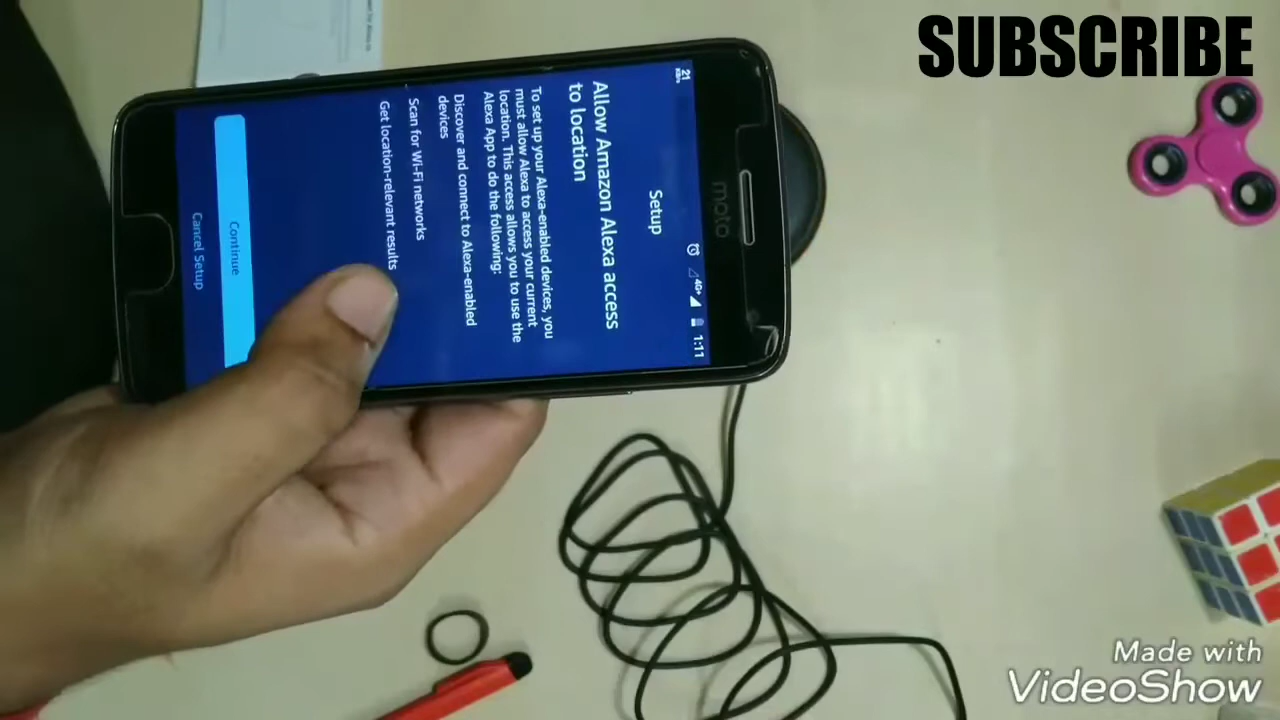 SUBSCRIBE
moto
21
1:11
4G+
Setup
Allow Amazon Alexa access
to location
To set up your Alexa-enabled devices, you
must allow Alexa to access your current
location. This access allows you to use the
Alexa App to do the following:
Discover and connect to Alexa-enabled
devices
Scan for Wi-Fi networks
Get location-relevant results
Continue
Cancel Setup
Made with
VideoShow